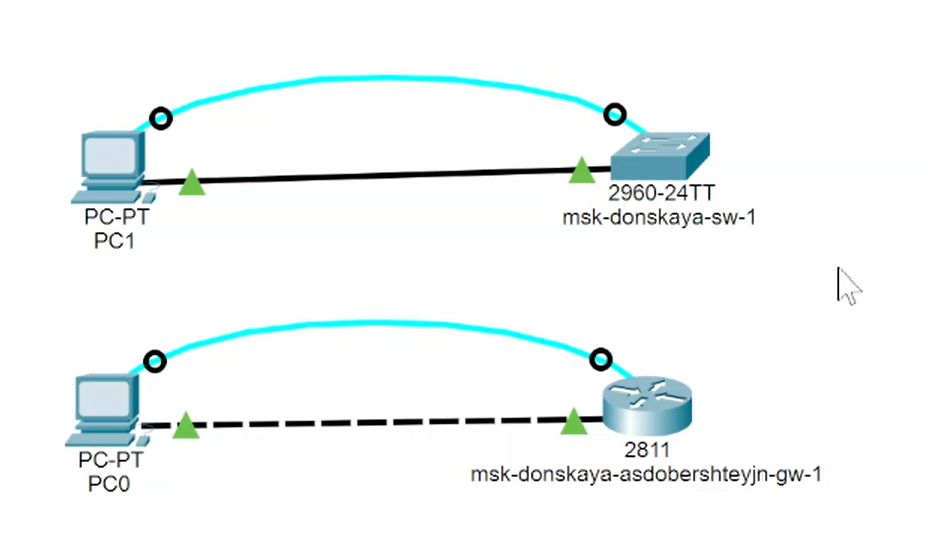 PC-PT
PC1
2960-24TT
msk-donskaya-sw-1
PC-PT
PC0
2811
msk-donskaya-asdobershteyjn-gw-1